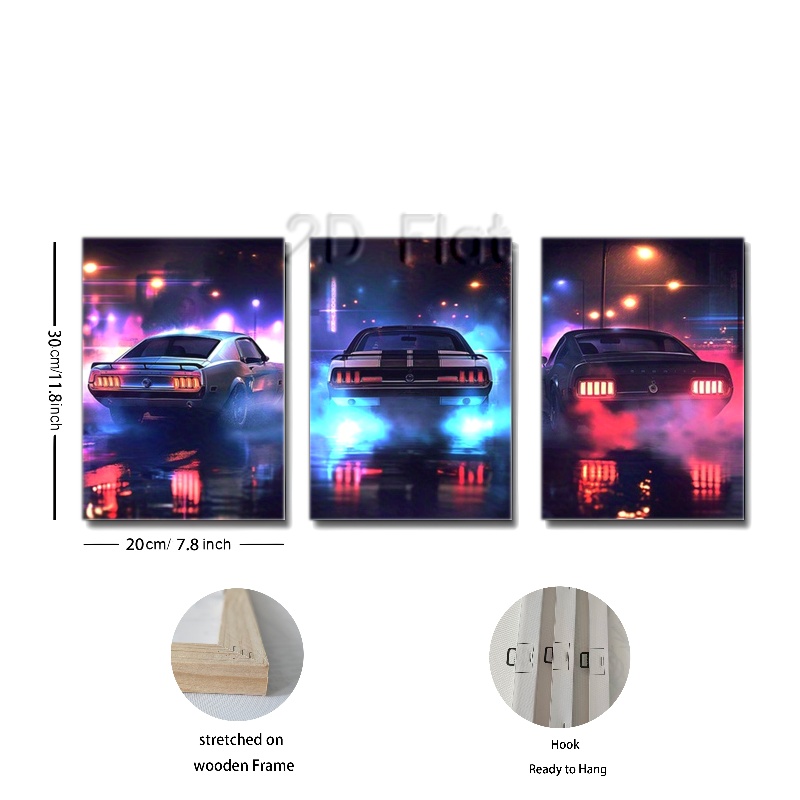 2D Flat
30cm/11.8inch
20cm/ 7.8 inch
stretched on
wooden Frame
Hook
Ready to Hang